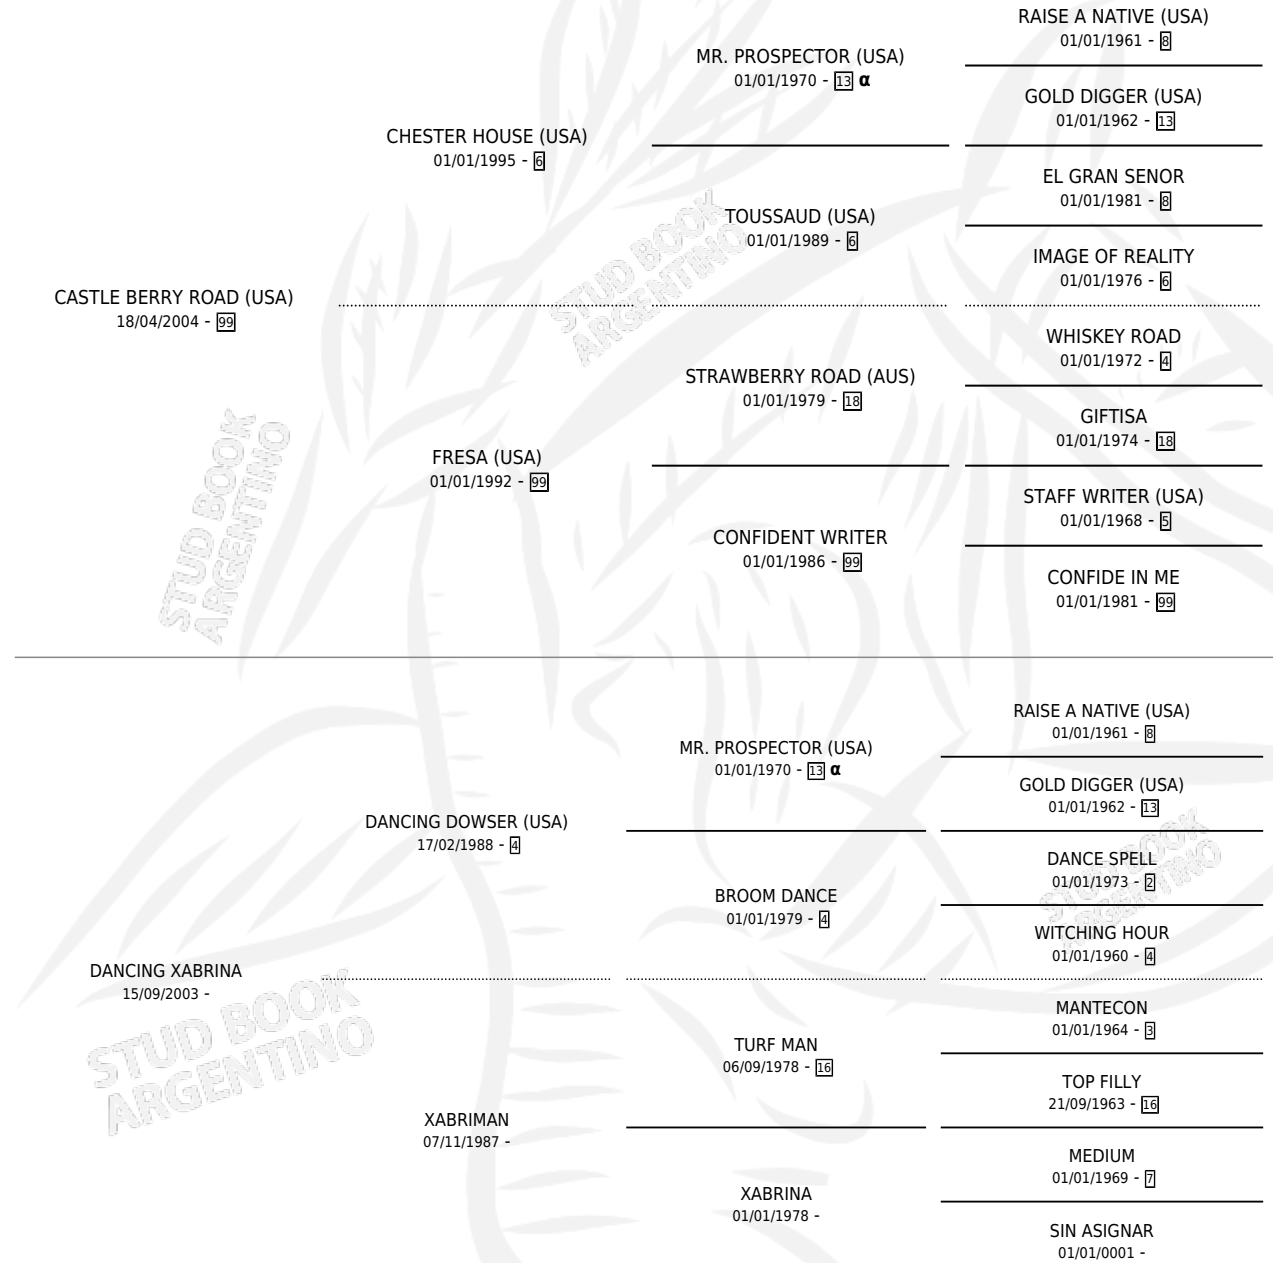 RAISE A NATIVE (USA)
01/01/1961 - 8
MR. PROSPECTOR (USA)
01/01/1970 - 13 α
GOLD DIGGER (USA)
01/01/1962 - 13
CHESTER HOUSE (USA)
01/01/1995 - 6
EL GRAN SENOR
01/01/1981 - 8
TOUSSAUD (USA)
01/01/1989 - 6
IMAGE OF REALITY
01/01/1976 - 6
CASTLE BERRY ROAD (USA)
18/04/2004 - 99
WHISKEY ROAD
01/01/1972 - 4
STRAWBERRY ROAD (AUS)
01/01/1979 - 18
GIFTISA
01/01/1974 - 18
FRESA (USA)
01/01/1992 - 99
STAFF WRITER (USA)
01/01/1968 - 5
CONFIDENT WRITER
01/01/1986 - 99
CONFIDE IN ME
01/01/1981 - 99
RAISE A NATIVE (USA)
01/01/1961 - 8
MR. PROSPECTOR (USA)
01/01/1970 - 13 α
GOLD DIGGER (USA)
01/01/1962 - 13
DANCING DOWSER (USA)
17/02/1988 - 4
DANCE SPELL
01/01/1973 - 2
BROOM DANCE
01/01/1979 - 4
WITCHING HOUR
01/01/1960 - 4
DANCING XABRINA
15/09/2003 -
MANTECON
01/01/1964 - 3
TURF MAN
06/09/1978 - 16
TOP FILLY
21/09/1963 - 16
XABRIMAN
07/11/1987 -
MEDIUM
01/01/1969 - 7
XABRINA
01/01/1978 -
SIN ASIGNAR
01/01/0001 -
STUD BOOK
ARGENTINO
STUD BOOK
ARGENTINO
STUD BOOK
ARGENTINO
STUD BOOK
ARGENTINO